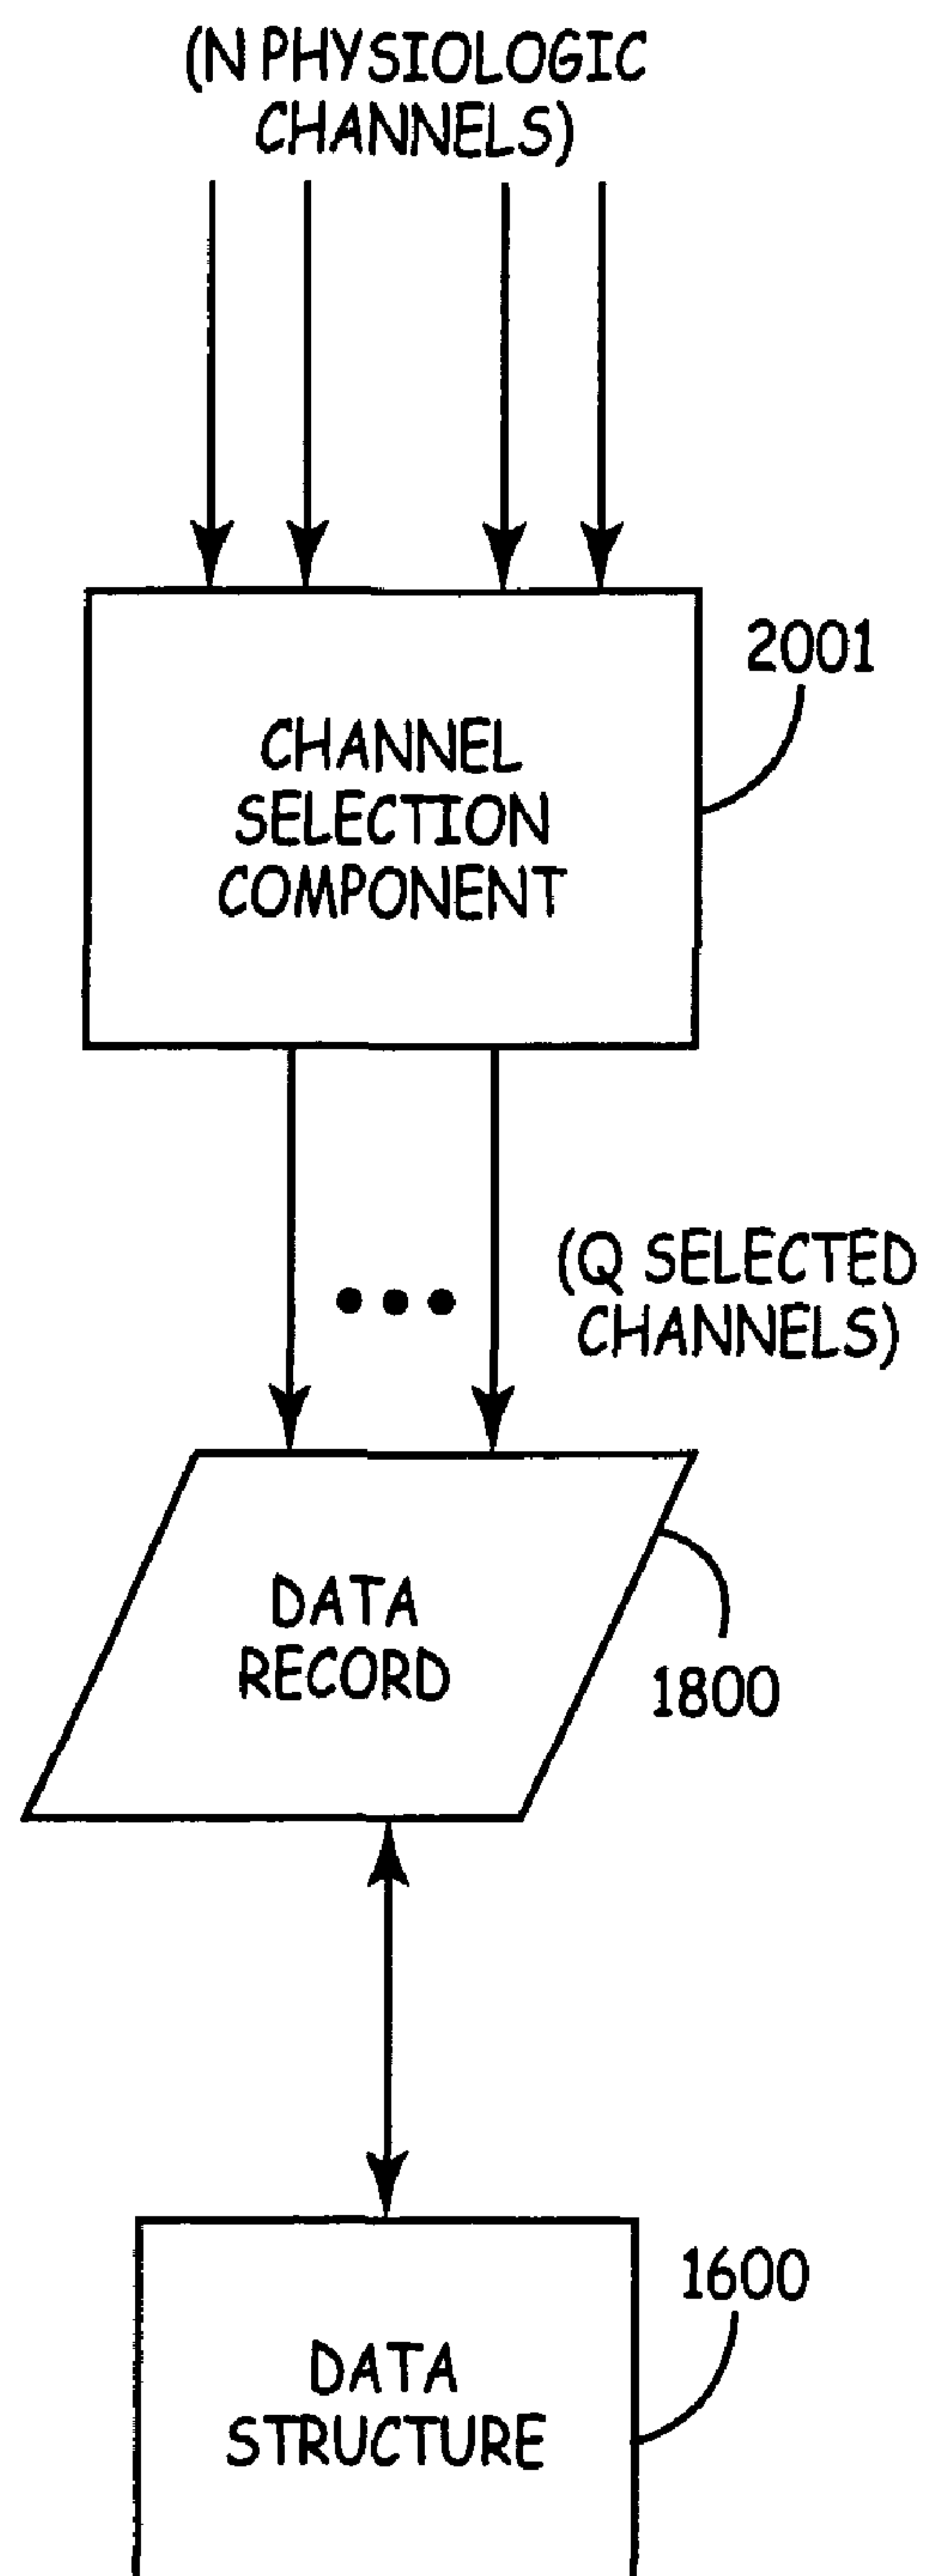 (N PHYSIOLOGIC
CHANNELS)
2001
CHANNEL
SELECTION
COMPONENT
(Q SELECTED
CHANNELS)
DATA
RECORD
1800
1600
DATA
STRUCTURE